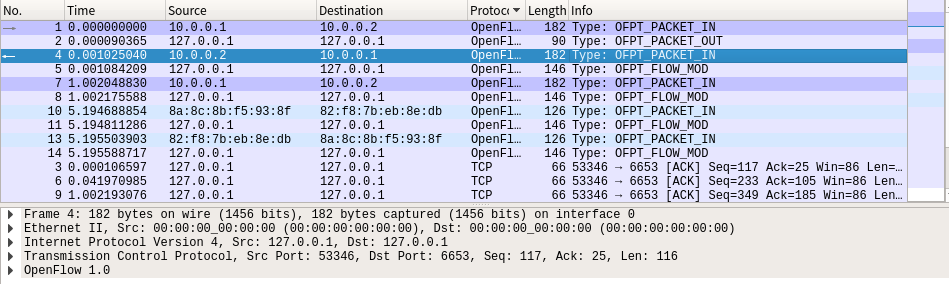 No. Time Source Destination Protoc Length Info
1 0.000000000 10.0.0.1 10.0.0.2 OpenFl… 182 Type: OFPT_PACKET_IN
2 0.000090365 127.0.0.1 127.0.0.1 OpenFl… 90 Type: OFPT_PACKET_OUT
4 0.001025040 10.0.0.2 10.0.0.1 OpenFl… 182 Type: OFPT_PACKET_IN
5 0.001084209 127.0.0.1 127.0.0.1 OpenFl… 146 Type: OFPT_FLOW_MOD
7 1.002048830 10.0.0.1 10.0.0.2 OpenFl… 182 Type: OFPT_PACKET_IN
8 1.002175588 127.0.0.1 127.0.0.1 OpenFl… 146 Type: OFPT_FLOW_MOD
10 5.194688854 8a:8c:8b:f5:93:8f 82:f8:7b:eb:8e:db OpenFl… 126 Type: OFPT_PACKET_IN
11 5.194811286 127.0.0.1 127.0.0.1 OpenFl… 146 Type: OFPT_FLOW_MOD
13 5.195503903 82:f8:7b:eb:8e:db 8a:8c:8b:f5:93:8f OpenFl… 126 Type: OFPT_PACKET_IN
14 5.195588717 127.0.0.1 127.0.0.1 OpenFl… 146 Type: OFPT_FLOW_MOD
3 0.000106597 127.0.0.1 127.0.0.1 TCP 66 53346 → 6653 [ACK] Seq=117 Ack=25 Win=86 Len=…
6 0.041970985 127.0.0.1 127.0.0.1 TCP 66 53346 → 6653 [ACK] Seq=233 Ack=105 Win=86 Len…
9 1.002193076 127.0.0.1 127.0.0.1 TCP 66 53346 → 6653 [ACK] Seq=349 Ack=185 Win=86 Len…
Frame 4: 182 bytes on wire (1456 bits), 182 bytes captured (1456 bits) on interface 0
Ethernet II, Src: 00:00:00_00:00:00 (00:00:00:00:00:00), Dst: 00:00:00_00:00:00 (00:00:00:00:00:00)
Internet Protocol Version 4, Src: 127.0.0.1, Dst: 127.0.0.1
Transmission Control Protocol, Src Port: 53346, Dst Port: 6653, Seq: 117, Ack: 25, Len: 116
OpenFlow 1.0